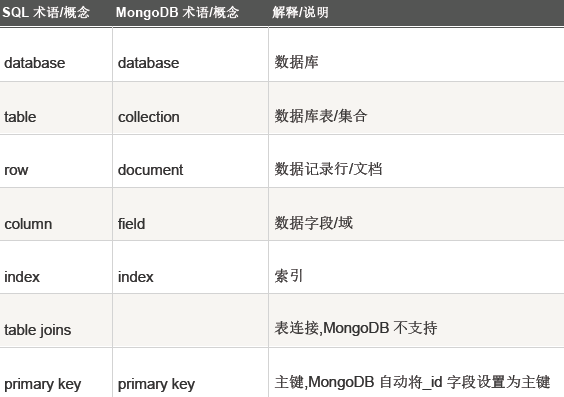 SQL 术语/概念 MongoDB 术语/概念 解释/说明
database database 数据库
table collection 数据库表/集合
row document 数据记录行/文档
column field 数据字段/域
index index 索引
table joins 表连接,MongoDB 不支持
primary key primary key 主键,MongoDB 自动将_id 字段设置为主键